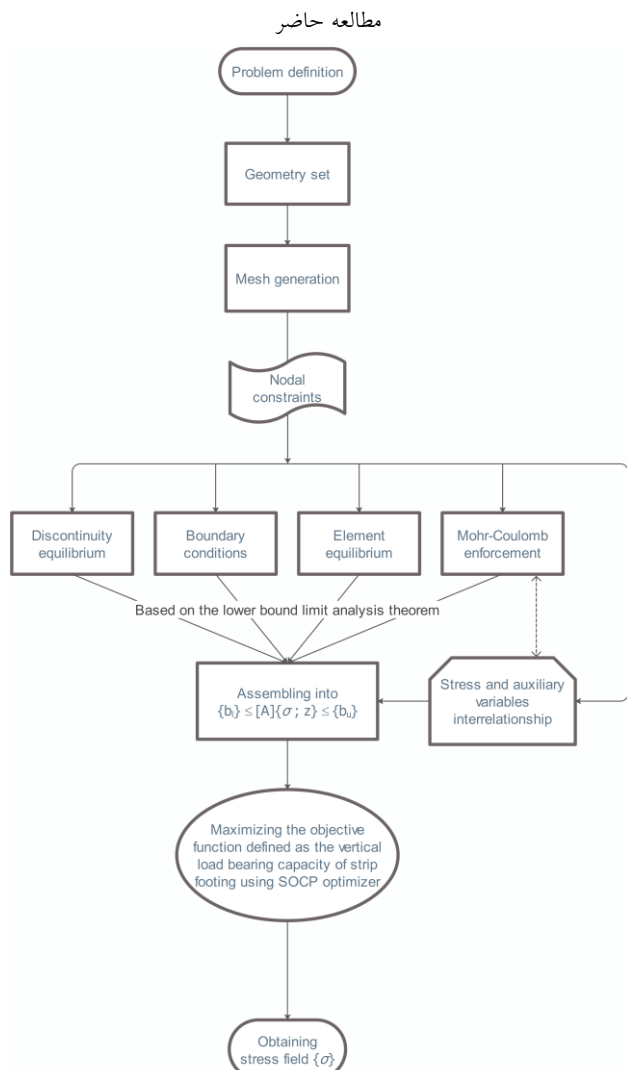 مطالعه حاضر
Problem definition
Geometry set
Mesh generation
Nodal
constraints
Discontinuity
equilibrium
Boundary
conditions
Element
equilibrium
Mohr-Coulomb
enforcement
Based on the lower bound limit analysis theorem
Assembling into
{bₗ} ≤ [A]{σ ; z} ≤ {bᵤ}
Stress and auxiliary
variables
interrelationship
Maximizing the objective
function defined as the vertical
load bearing capacity of strip
footing using SOCP optimizer
Obtaining
stress field {σ}